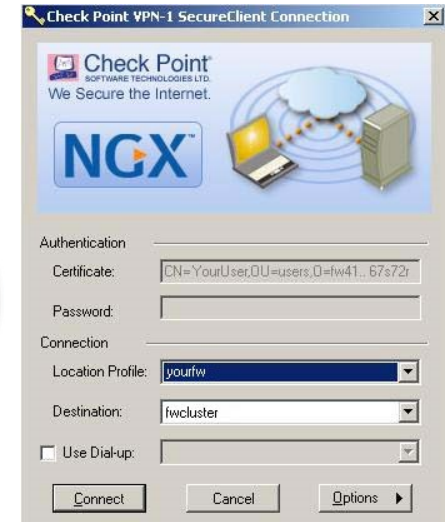 Check Point VPN-1 SecureClient Connection
Check Point
SOFTWARE TECHNOLOGIES LTD.
We Secure the Internet.
NGX
Authentication
Certificate: CN=YourUser,OU=users,O=fw41.. 67s72r
Password:
Connection
Location Profile: yourfw
Destination: fwcluster
Use Dial-up:
Connect Cancel Options